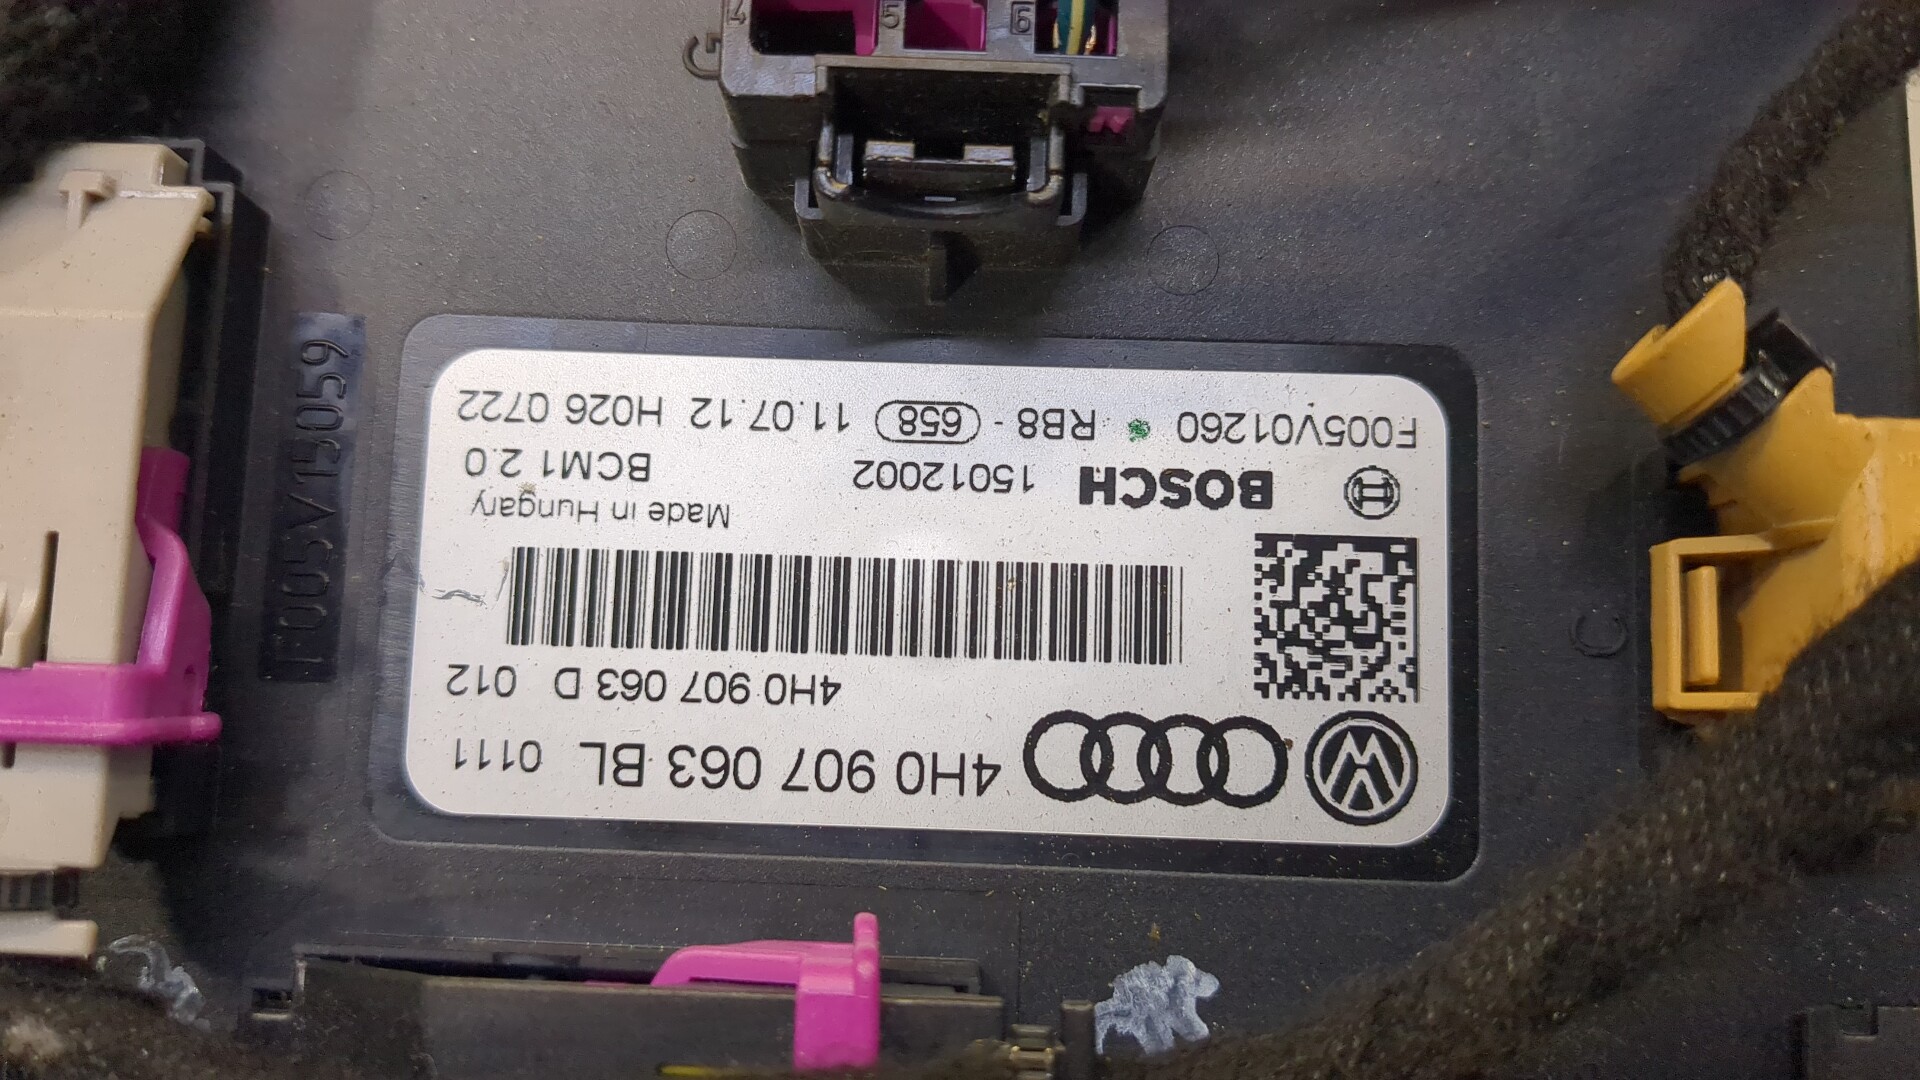 4H0 907 063 BL 0111
4H0 907 063 D 012
Made in Hungary
BOSCH 15012002 BCM1 2.0
F005V01260 RB8 - 658 11.07.12 H026 0722
F005V15059
4 5 6
C
C